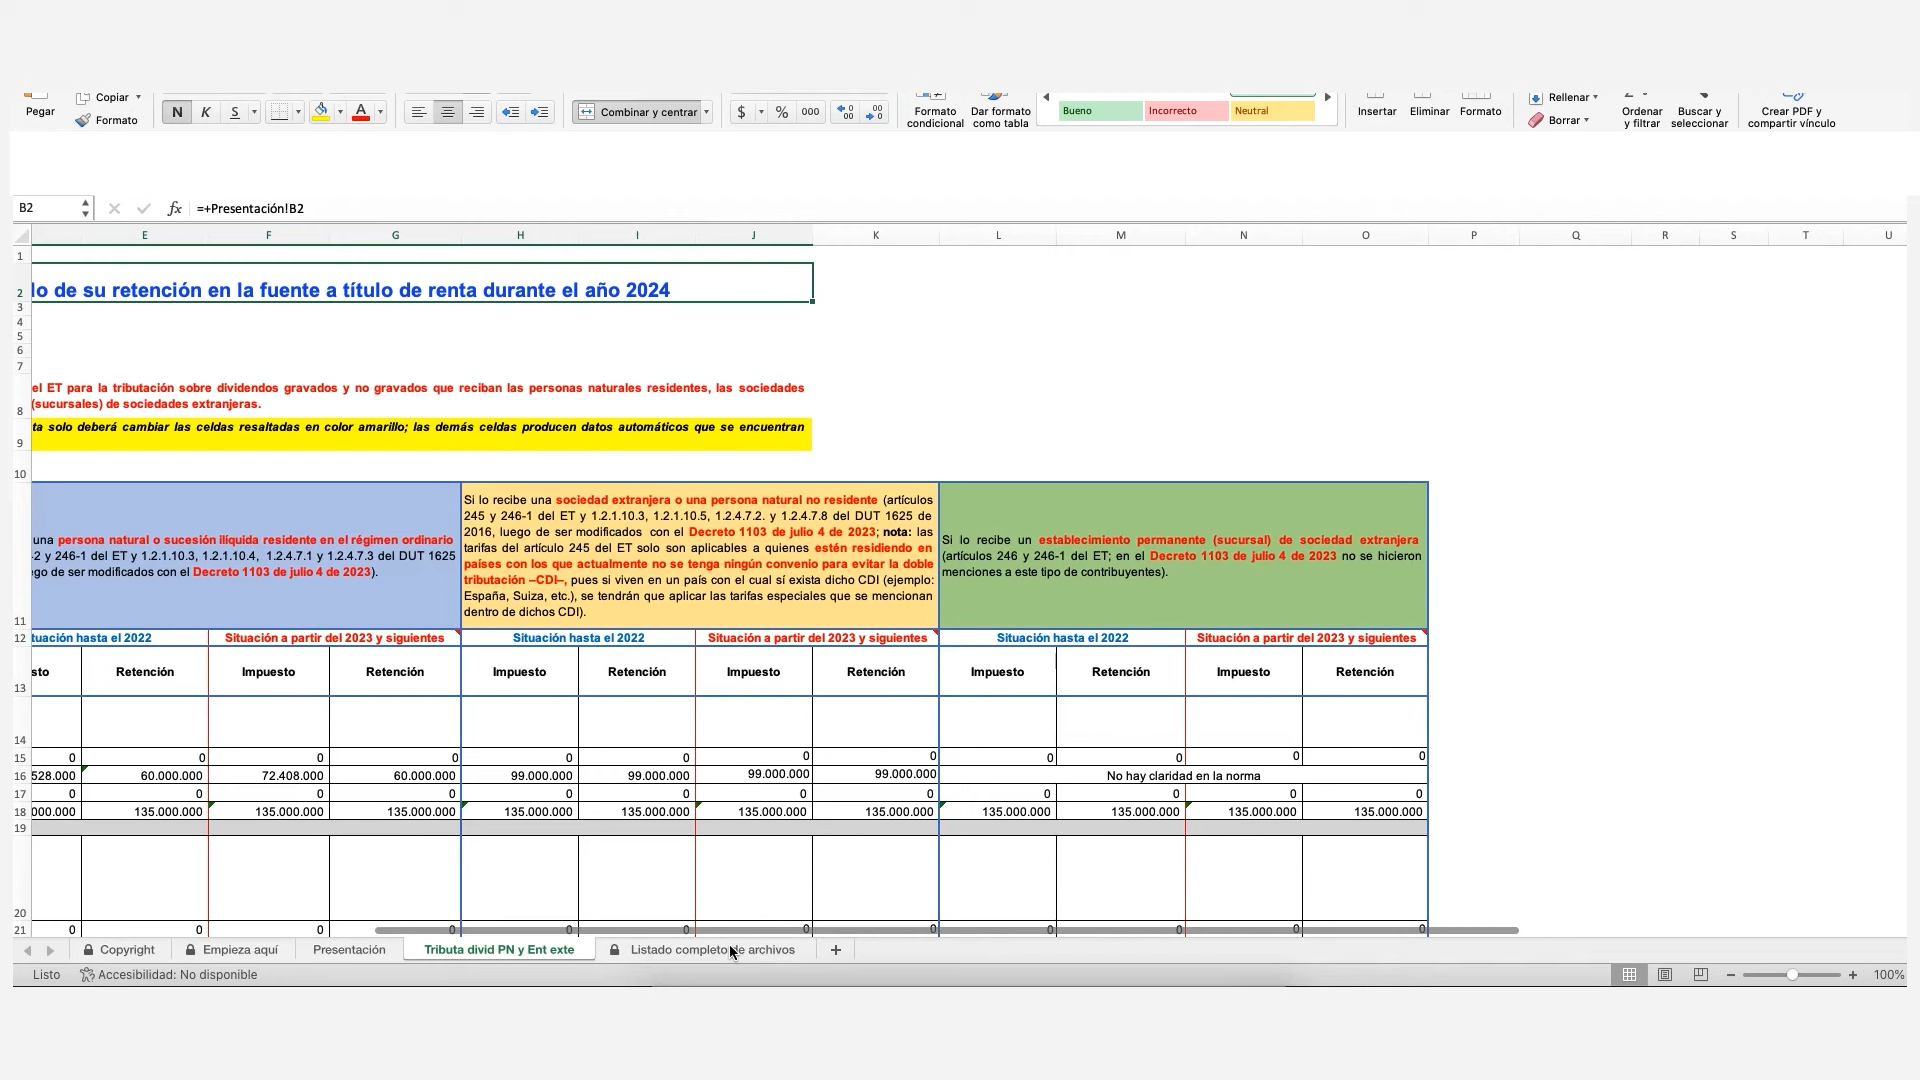 Pegar
Copiar
Formato
N K S A
Combinar y centrar
$ % 000
Formato
condicional
Dar formato
como tabla
Bueno
Incorrecto
Neutral
Insertar
Eliminar
Formato
Rellenar
Borrar
Ordenar
y filtrar
Buscar y
seleccionar
Crear PDF y
compartir vínculo
B2
fx =+Presentación!B2
E F G H I J K L M N O P Q R S T U
1
2 lo de su retención en la fuente a título de renta durante el año 2024
3
4
5
6
7
el ET para la tributación sobre dividendos gravados y no gravados que reciban las personas naturales residentes, las sociedades
8 (sucursales) de sociedades extranjeras.
ta solo deberá cambiar las celdas resaltadas en color amarillo; las demás celdas producen datos automáticos que se encuentran
9
10
una persona natural o sucesión ilíquida residente en el régimen ordinario
-2 y 246-1 del ET y 1.2.1.10.3, 1.2.1.10.4, 1.2.4.7.1 y 1.2.4.7.3 del DUT 1625
ego de ser modificados con el Decreto 1103 de julio 4 de 2023).
Si lo recibe una sociedad extranjera o una persona natural no residente (artículos
245 y 246-1 del ET y 1.2.1.10.3, 1.2.1.10.5, 1.2.4.7.2. y 1.2.4.7.8 del DUT 1625 de
2016, luego de ser modificados con el Decreto 1103 de julio 4 de 2023; nota: las
tarifas del artículo 245 del ET solo son aplicables a quienes estén residiendo en
países con los que actualmente no se tenga ningún convenio para evitar la doble
tributación –CDI–, pues si viven en un país con el cual sí exista dicho CDI (ejemplo:
España, Suiza, etc.), se tendrán que aplicar las tarifas especiales que se mencionan
dentro de dichos CDI).
Si lo recibe un establecimiento permanente (sucursal) de sociedad extranjera
(artículos 246 y 246-1 del ET; en el Decreto 1103 de julio 4 de 2023 no se hicieron
menciones a este tipo de contribuyentes).
11
12 tuación hasta el 2022 Situación a partir del 2023 y siguientes Situación hasta el 2022 Situación a partir del 2023 y siguientes Situación hasta el 2022 Situación a partir del 2023 y siguientes
13 sto Retención Impuesto Retención Impuesto Retención Impuesto Retención Impuesto Retención Impuesto Retención
14
15 0 0 0 0 0 0 0 0 0 0 0 0
16 528.000 60.000.000 72.408.000 60.000.000 99.000.000 99.000.000 99.000.000 99.000.000 No hay claridad en la norma
17 0 0 0 0 0 0 0 0 0 0 0 0
18 000.000 135.000.000 135.000.000 135.000.000 135.000.000 135.000.000 135.000.000 135.000.000 135.000.000 135.000.000 135.000.000 135.000.000
19
20
21 0 0 0 0 0 0 0 0 0 0 0 0
Copyright
Empieza aquí
Presentación
Tributa divid PN y Ent exte
Listado completo de archivos
+
Listo
Accesibilidad: No disponible
100%